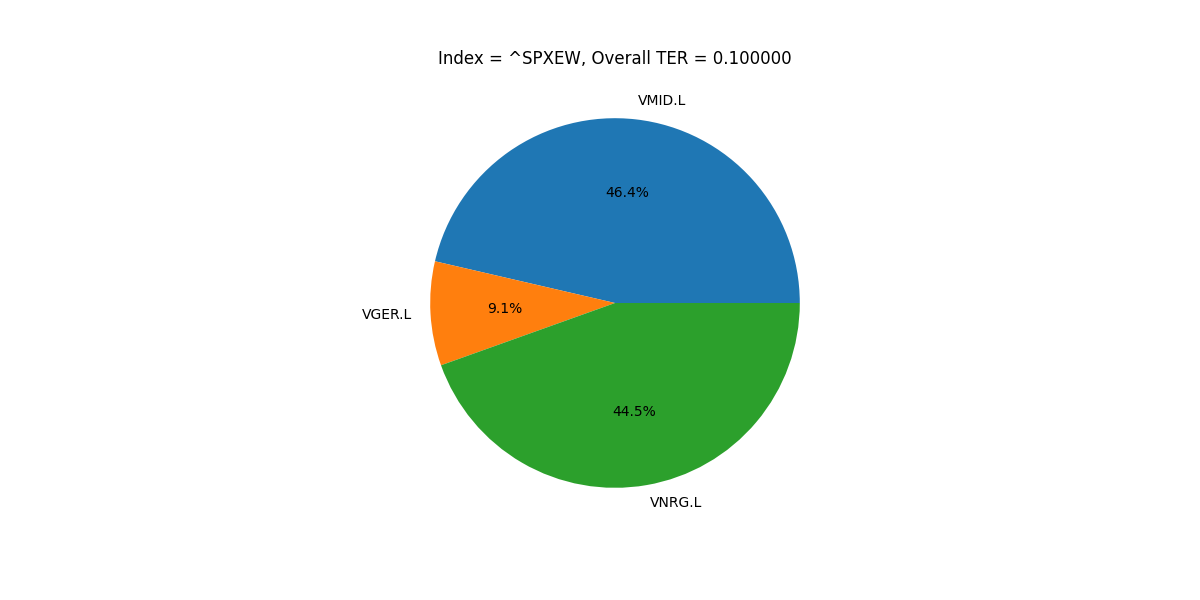 Index = ^SPXEW, Overall TER = 0.100000
VMID.L
46.4%
VGER.L
9.1%
44.5%
VNRG.L